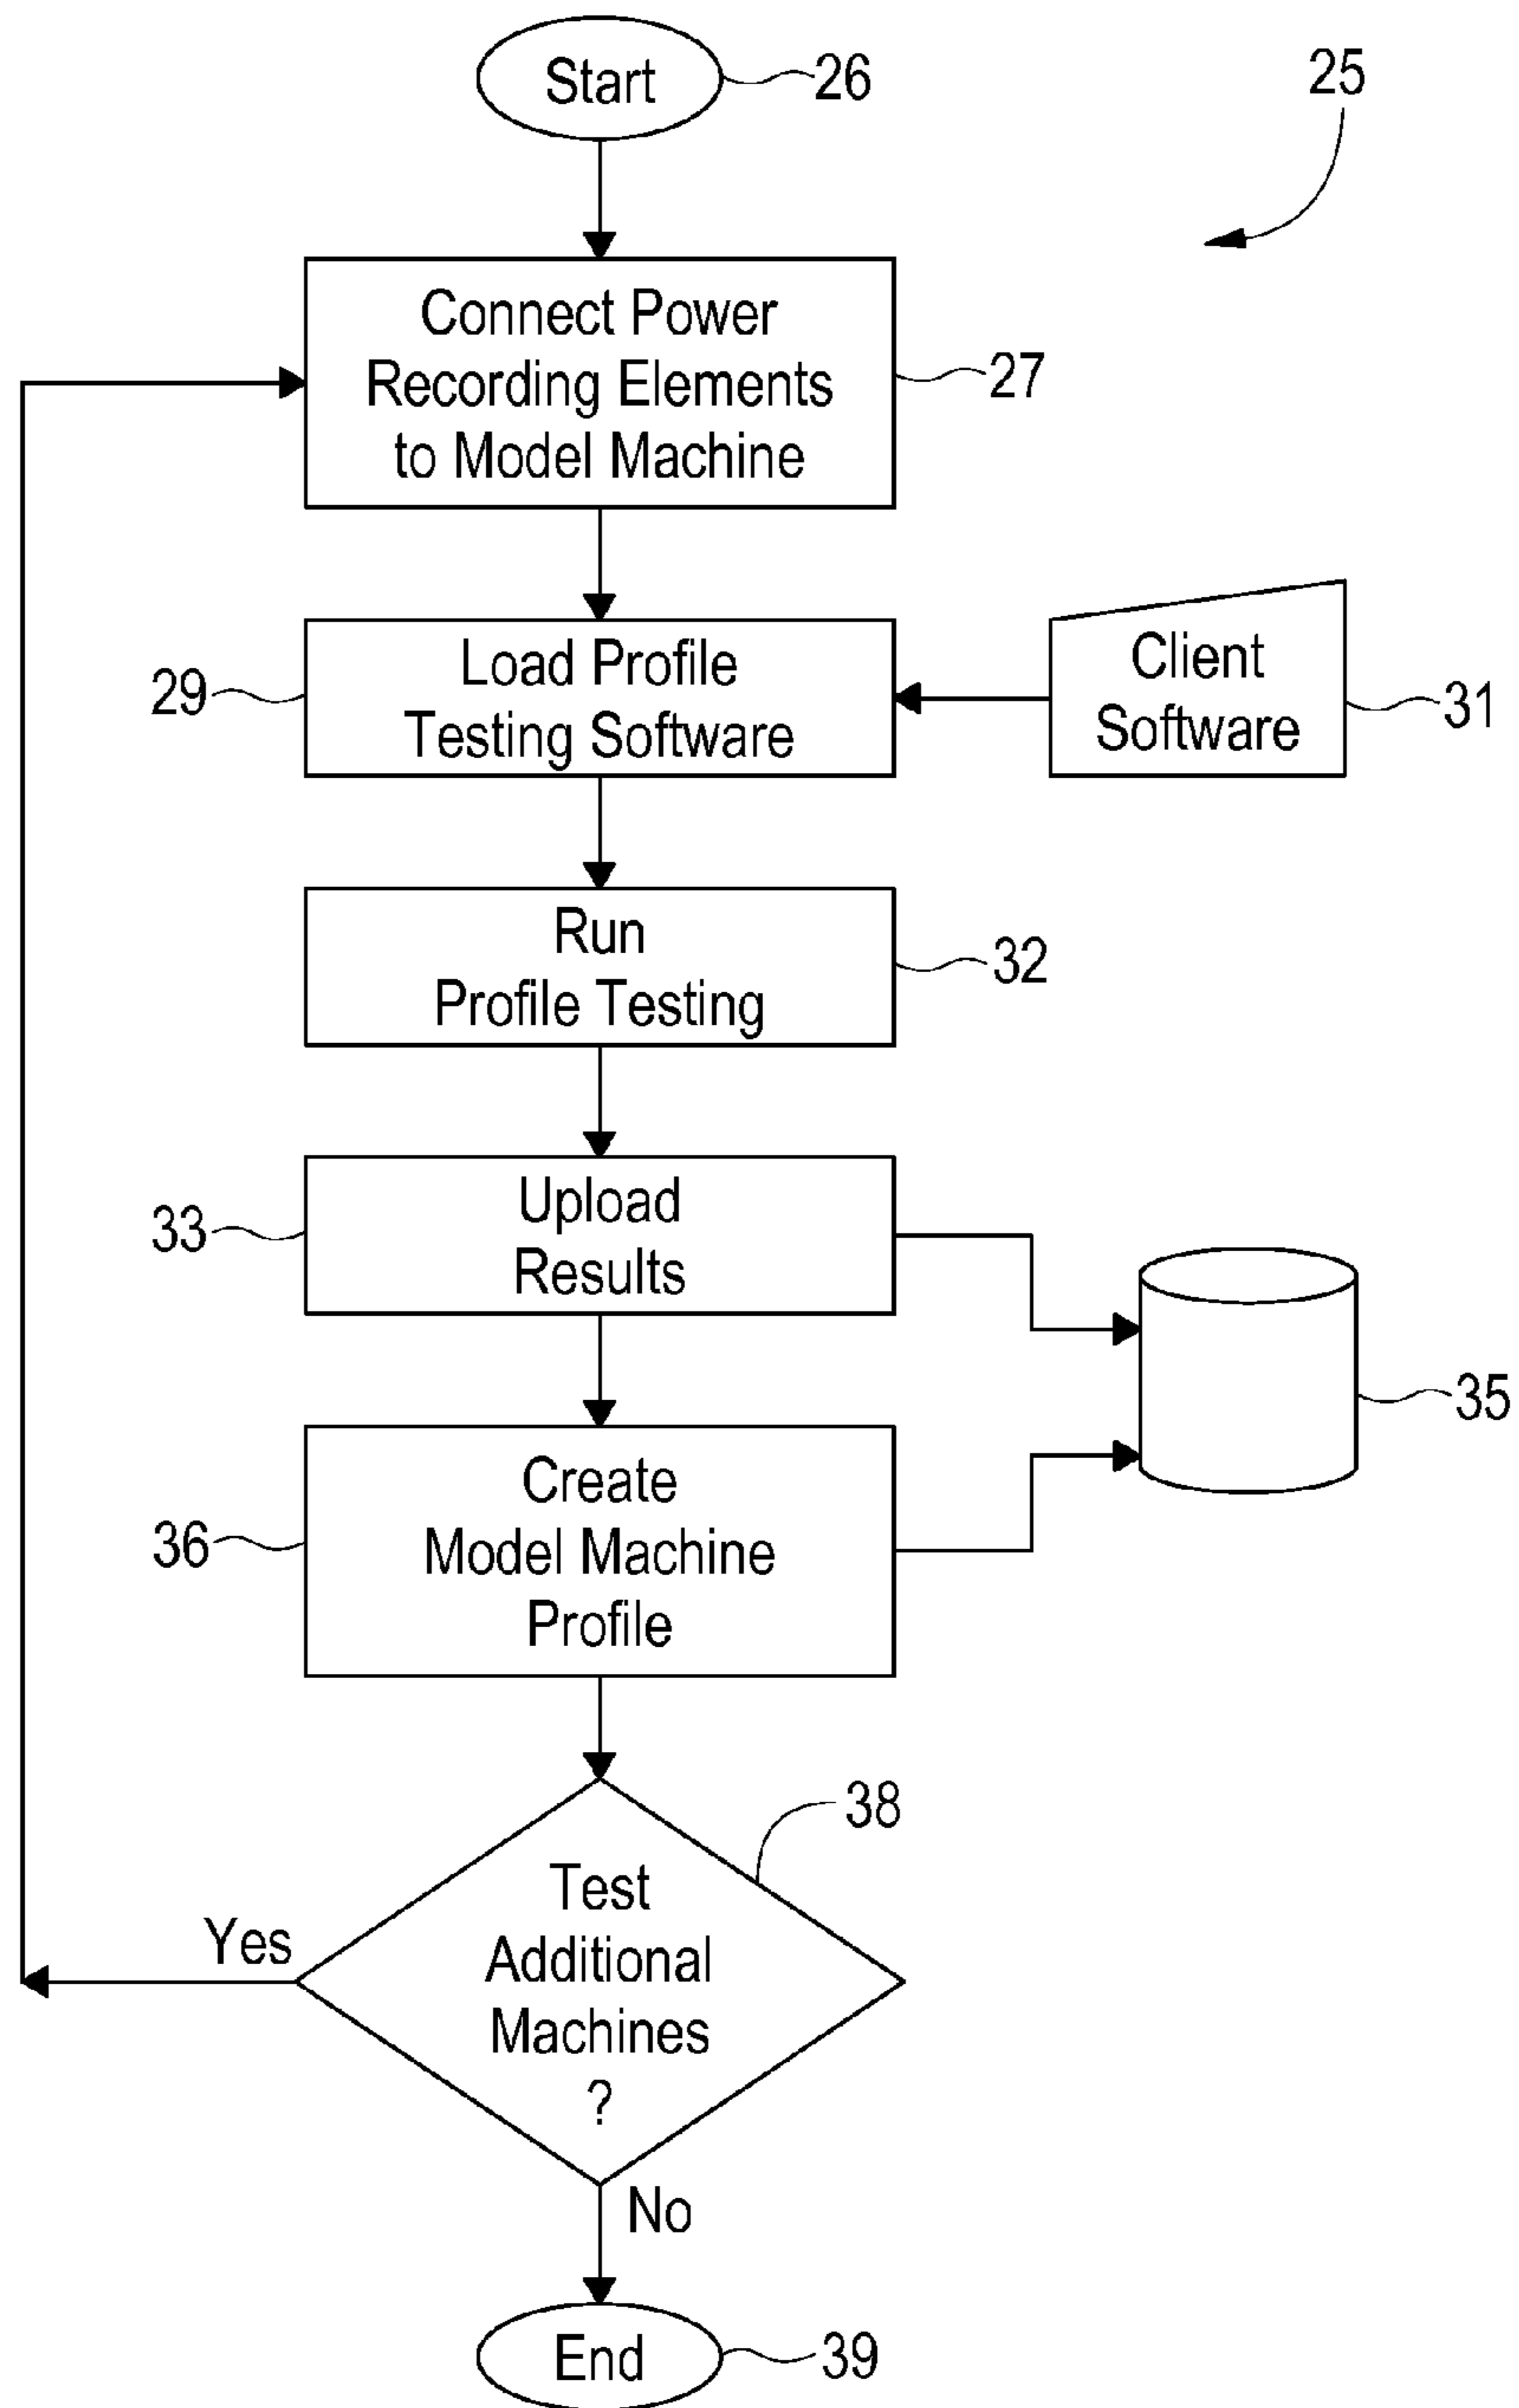 Start
26
25
Connect Power
Recording Elements
to Model Machine
27
Load Profile
Testing Software
29
Client
Software
31
Run
Profile Testing
32
Upload
Results
33
35
Create
Model Machine
Profile
36
38
Test
Additional
Machines
?
Yes
No
End
39